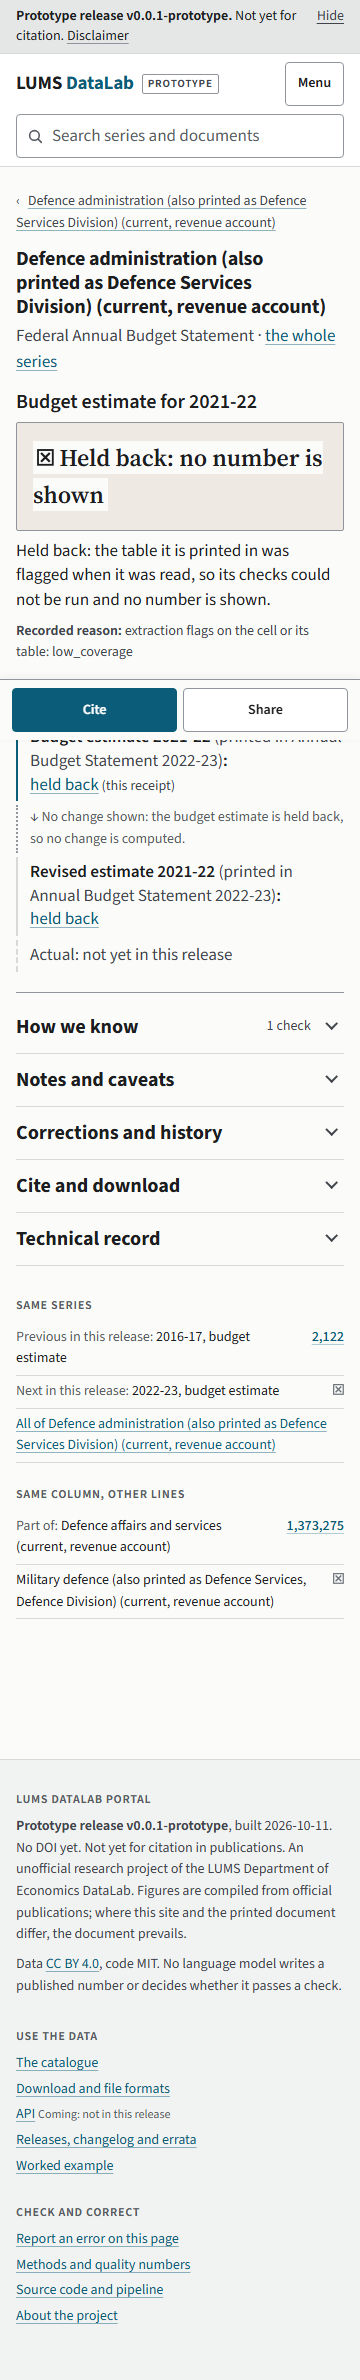 Prototype release v0.0.1-prototype. Not yet for citation. Disclaimer
Hide
LUMS DataLab PROTOTYPE
Menu
Search series and documents
‹ Defence administration (also printed as Defence
Services Division) (current, revenue account)
Defence administration (also
printed as Defence Services
Division) (current, revenue account)
Federal Annual Budget Statement · the whole
series
Budget estimate for 2021-22
☒ Held back: no number is
shown
Held back: the table it is printed in was
flagged when it was read, so its checks could
not be run and no number is shown.
Recorded reason: extraction flags on the cell or its
table: low_coverage
Cite
Share
Budget estimate 2021-22 (printed in Annual
Budget Statement 2022-23):
held back (this receipt)
↓ No change shown: the budget estimate is held back,
so no change is computed.
Revised estimate 2021-22 (printed in
Annual Budget Statement 2022-23):
held back
Actual: not yet in this release
How we know 1 check
Notes and caveats
Corrections and history
Cite and download
Technical record
SAME SERIES
Previous in this release: 2016-17, budget
estimate
2,122
Next in this release: 2022-23, budget estimate ☒
All of Defence administration (also printed as Defence
Services Division) (current, revenue account)
SAME COLUMN, OTHER LINES
Part of: Defence affairs and services
(current, revenue account)
1,373,275
Military defence (also printed as Defence Services,
Defence Division) (current, revenue account)
☒
LUMS DATALAB PORTAL
Prototype release v0.0.1-prototype, built 2026-10-11.
No DOI yet. Not yet for citation in publications. An
unofficial research project of the LUMS Department of
Economics DataLab. Figures are compiled from official
publications; where this site and the printed document
differ, the document prevails.
Data CC BY 4.0, code MIT. No language model writes a
published number or decides whether it passes a check.
USE THE DATA
The catalogue
Download and file formats
API Coming: not in this release
Releases, changelog and errata
Worked example
CHECK AND CORRECT
Report an error on this page
Methods and quality numbers
Source code and pipeline
About the project